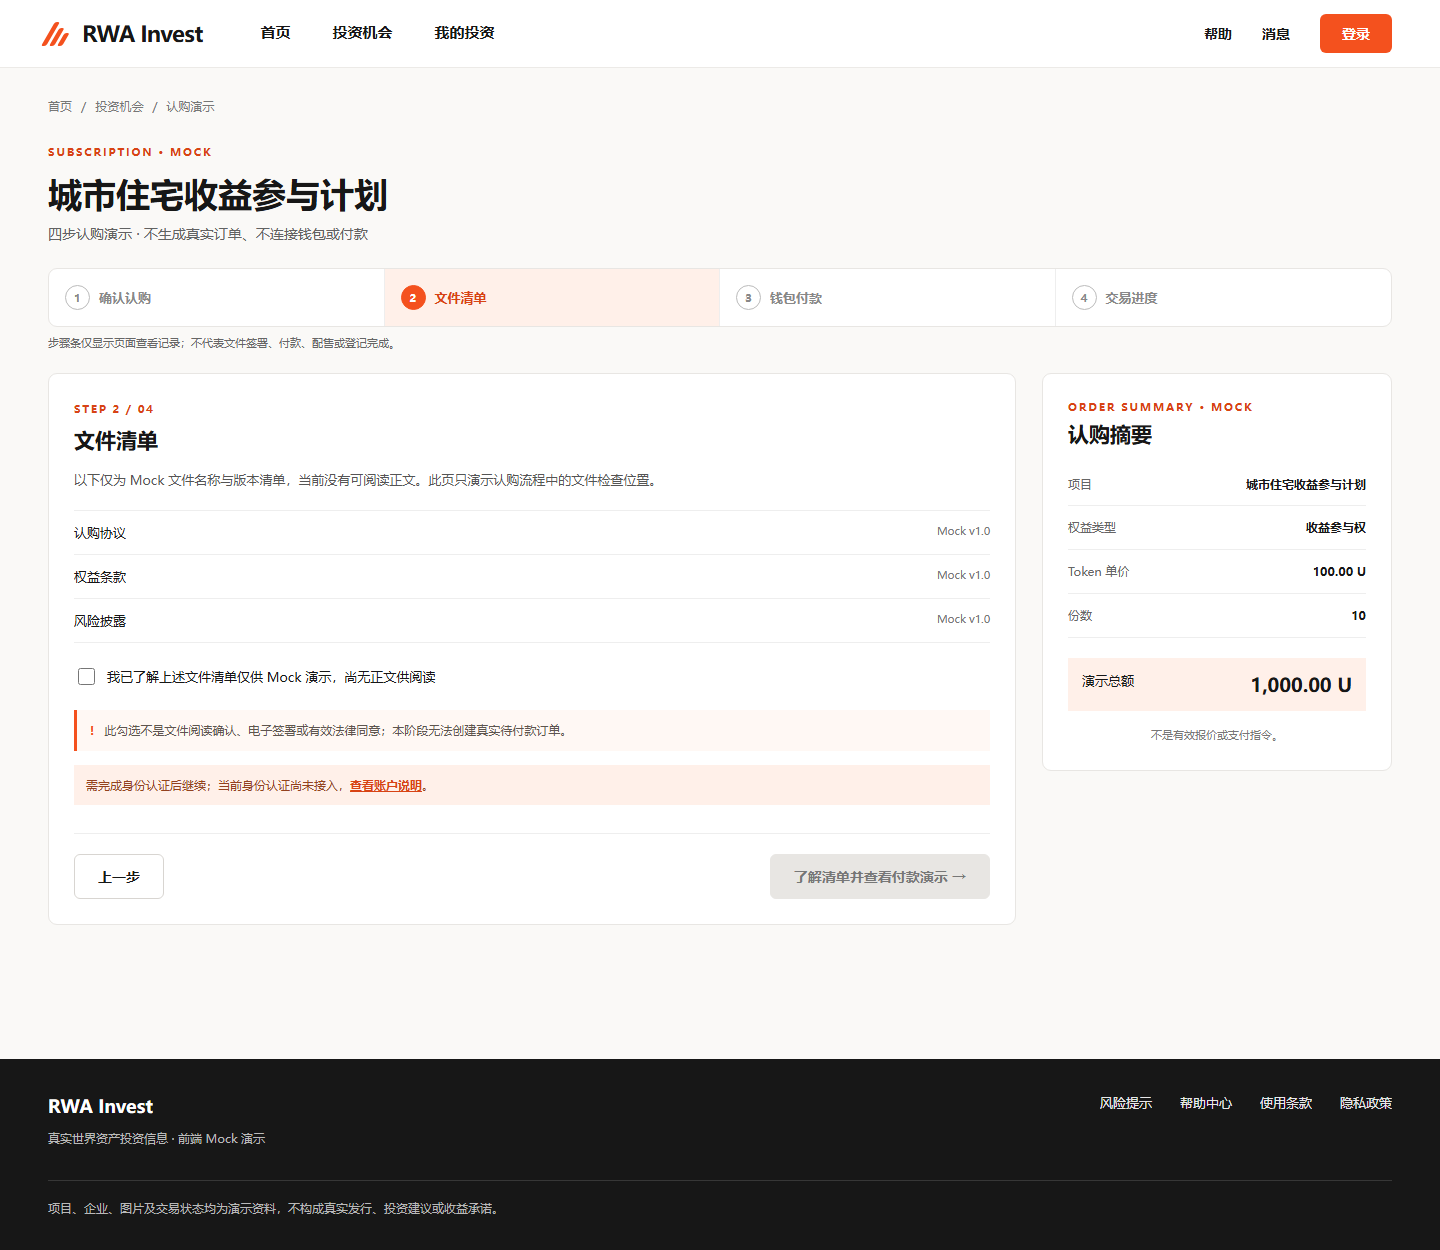 RWA Invest 首页 投资机会 我的投资 帮助 消息 登录
首页 / 投资机会 / 认购演示
SUBSCRIPTION • MOCK
城市住宅收益参与计划
四步认购演示 · 不生成真实订单、不连接钱包或付款
1 确认认购 2 文件清单 3 钱包付款 4 交易进度
步骤条仅显示页面查看记录；不代表文件签署、付款、配售或登记完成。
STEP 2 / 04
文件清单
以下仅为 Mock 文件名称与版本清单，当前没有可阅读正文。此页只演示认购流程中的文件检查位置。
认购协议 Mock v1.0
权益条款 Mock v1.0
风险披露 Mock v1.0
我已了解上述文件清单仅供 Mock 演示，尚无正文供阅读
! 此勾选不是文件阅读确认、电子签署或有效法律同意；本阶段无法创建真实待付款订单。
需完成身份认证后继续；当前身份认证尚未接入，查看账户说明。
上一步 了解清单并查看付款演示 →
ORDER SUMMARY • MOCK
认购摘要
项目 城市住宅收益参与计划
权益类型 收益参与权
Token 单价 100.00 U
份数 10
演示总额 1,000.00 U
不是有效报价或支付指令。
RWA Invest 风险提示 帮助中心 使用条款 隐私政策
真实世界资产投资信息 · 前端 Mock 演示
项目、企业、图片及交易状态均为演示资料，不构成真实发行、投资建议或收益承诺。